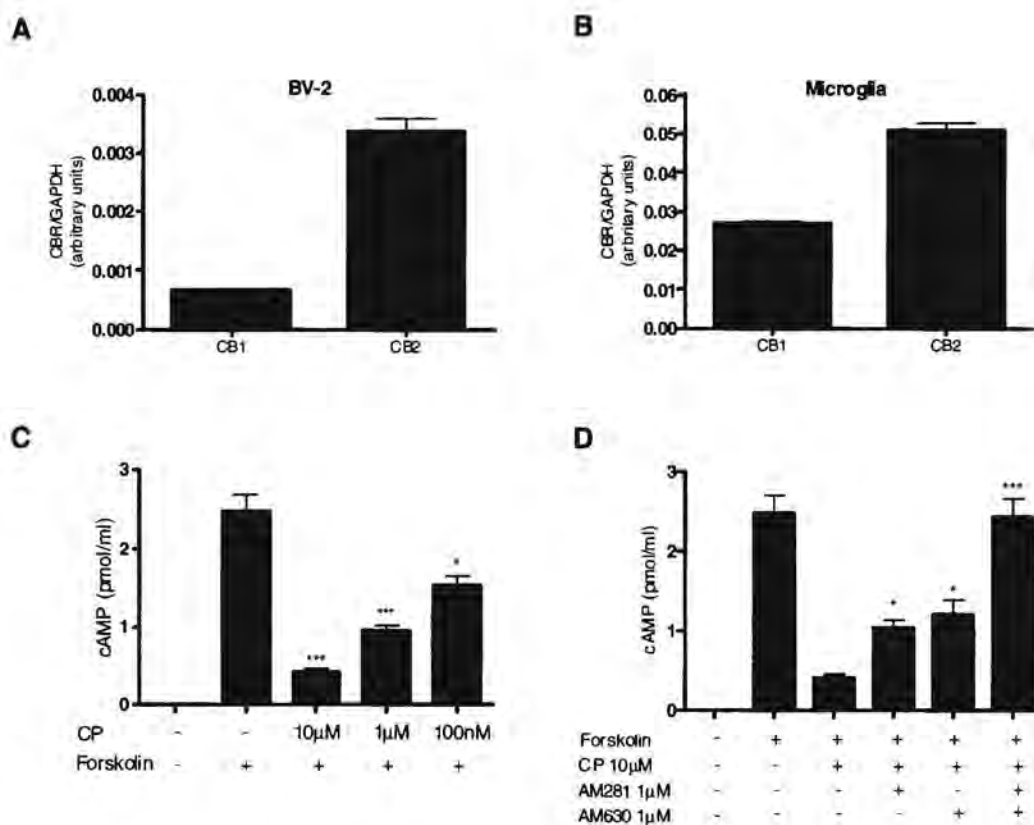 A
BV-2
0.004
0.003
0.002
0.001
0.000
CBR/GAPDH
(arbitrary units)
CB1 CB2
B
Microglia
0.06
0.05
0.04
0.03
0.02
0.01
0.00
CBR/GAPDH
(arbritary units)
CB1 CB2
C
3
2
1
0
cAMP (pmol/ml)
*** *** *
CP - - 10µM 1µM 100nM
Forskolin - + + + +
D
3
2
1
0
cAMP (pmol/ml)
* * ***
Forskolin - + + + + +
CP 10µM - - + + + +
AM281 1µM - - - + - +
AM630 1µM - - - - + +